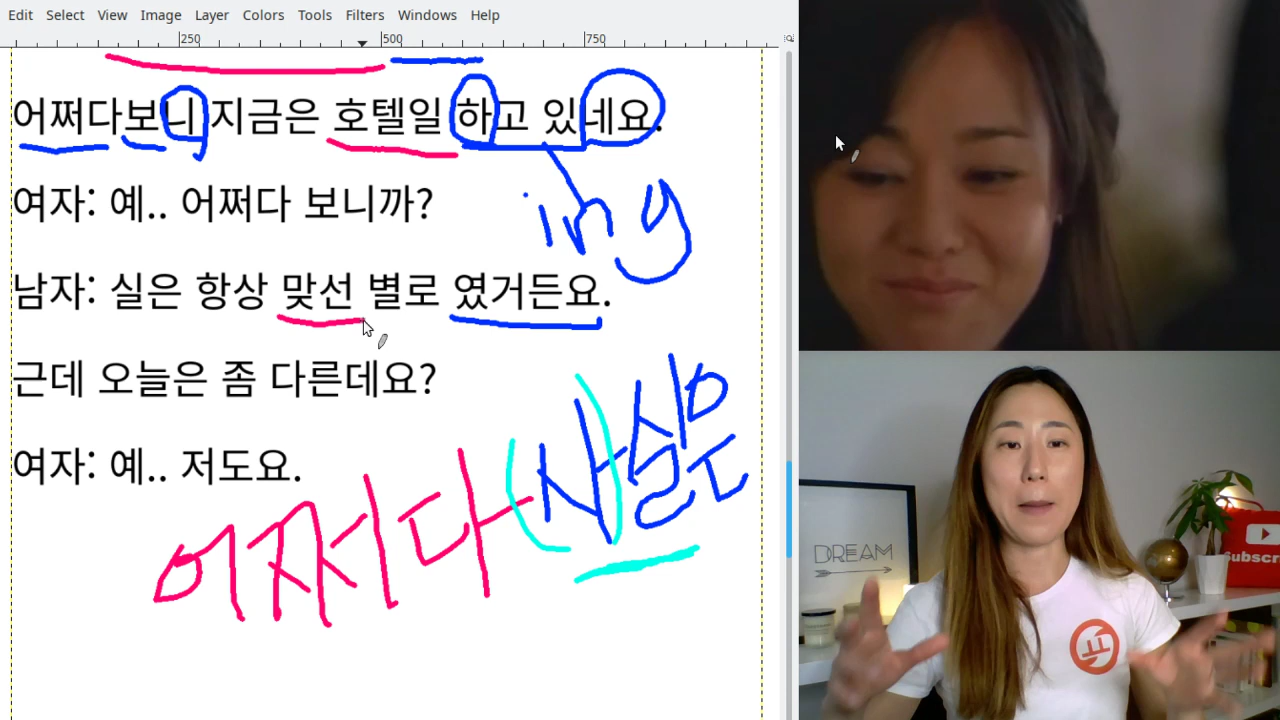 Edit Select View Image Layer Colors Tools Filters Windows Help
250 500 750
어쩌다보니 지금은 호텔일 하고 있네요.
ing
여자: 예.. 어쩌다 보니까?
남자: 실은 항상 맞선 별로 였거든요.
근데 오늘은 좀 다른데요?
사실은
여자: 예.. 저도요.
어쩌다
DREAM
Subscr